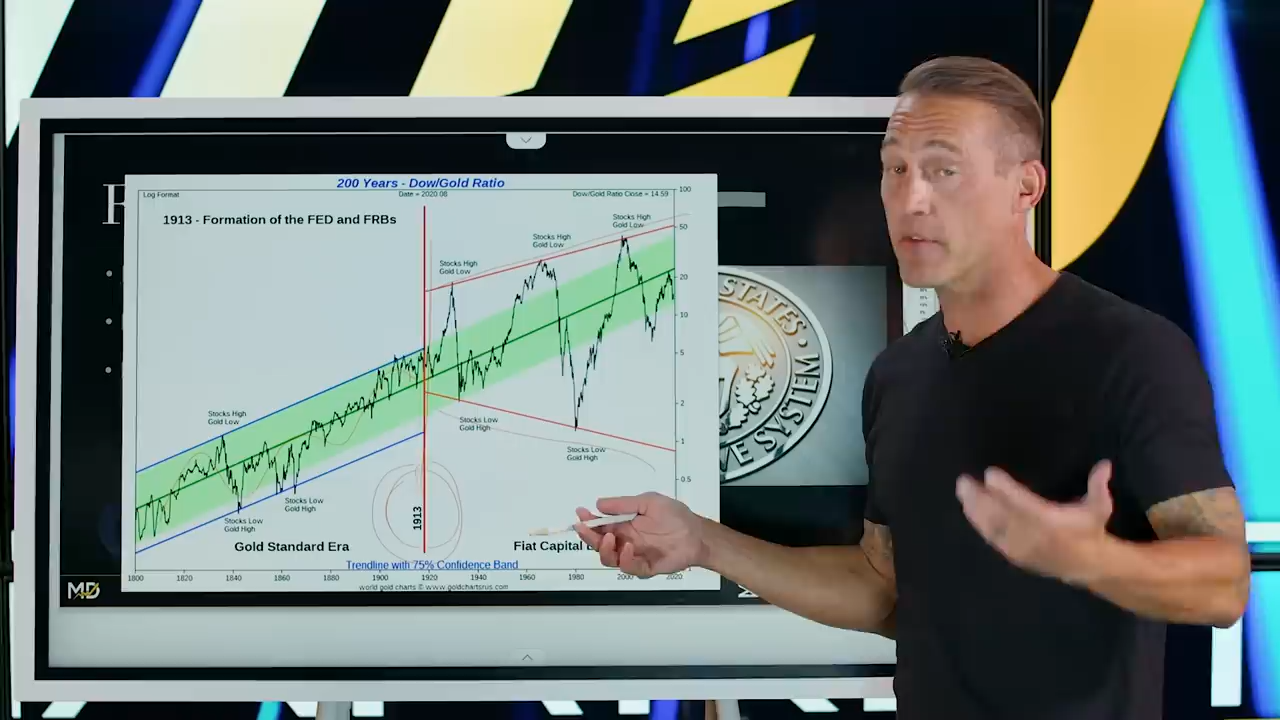 200 Years - Dow/Gold Ratio
Log Format
Date = 2020.08
Dow/Gold Ratio Close = 14.59
1913 - Formation of the FED and FRBs
100
50
20
10
5
2
1
0.5
Stocks High
Gold Low
Stocks High
Gold Low
Stocks High
Gold Low
Stocks High
Gold Low
Stocks Low
Gold High
Stocks Low
Gold High
Stocks Low
Gold High
Stocks Low
Gold High
1913
Gold Standard Era
Fiat Capital
Trendline with 75% Confidence Band
1800 1820 1840 1860 1880 1900 1920 1940 1960 1980 2000 2020
world gold charts © www.goldchartsrus.com
STATES
VE SYSTEM
MD